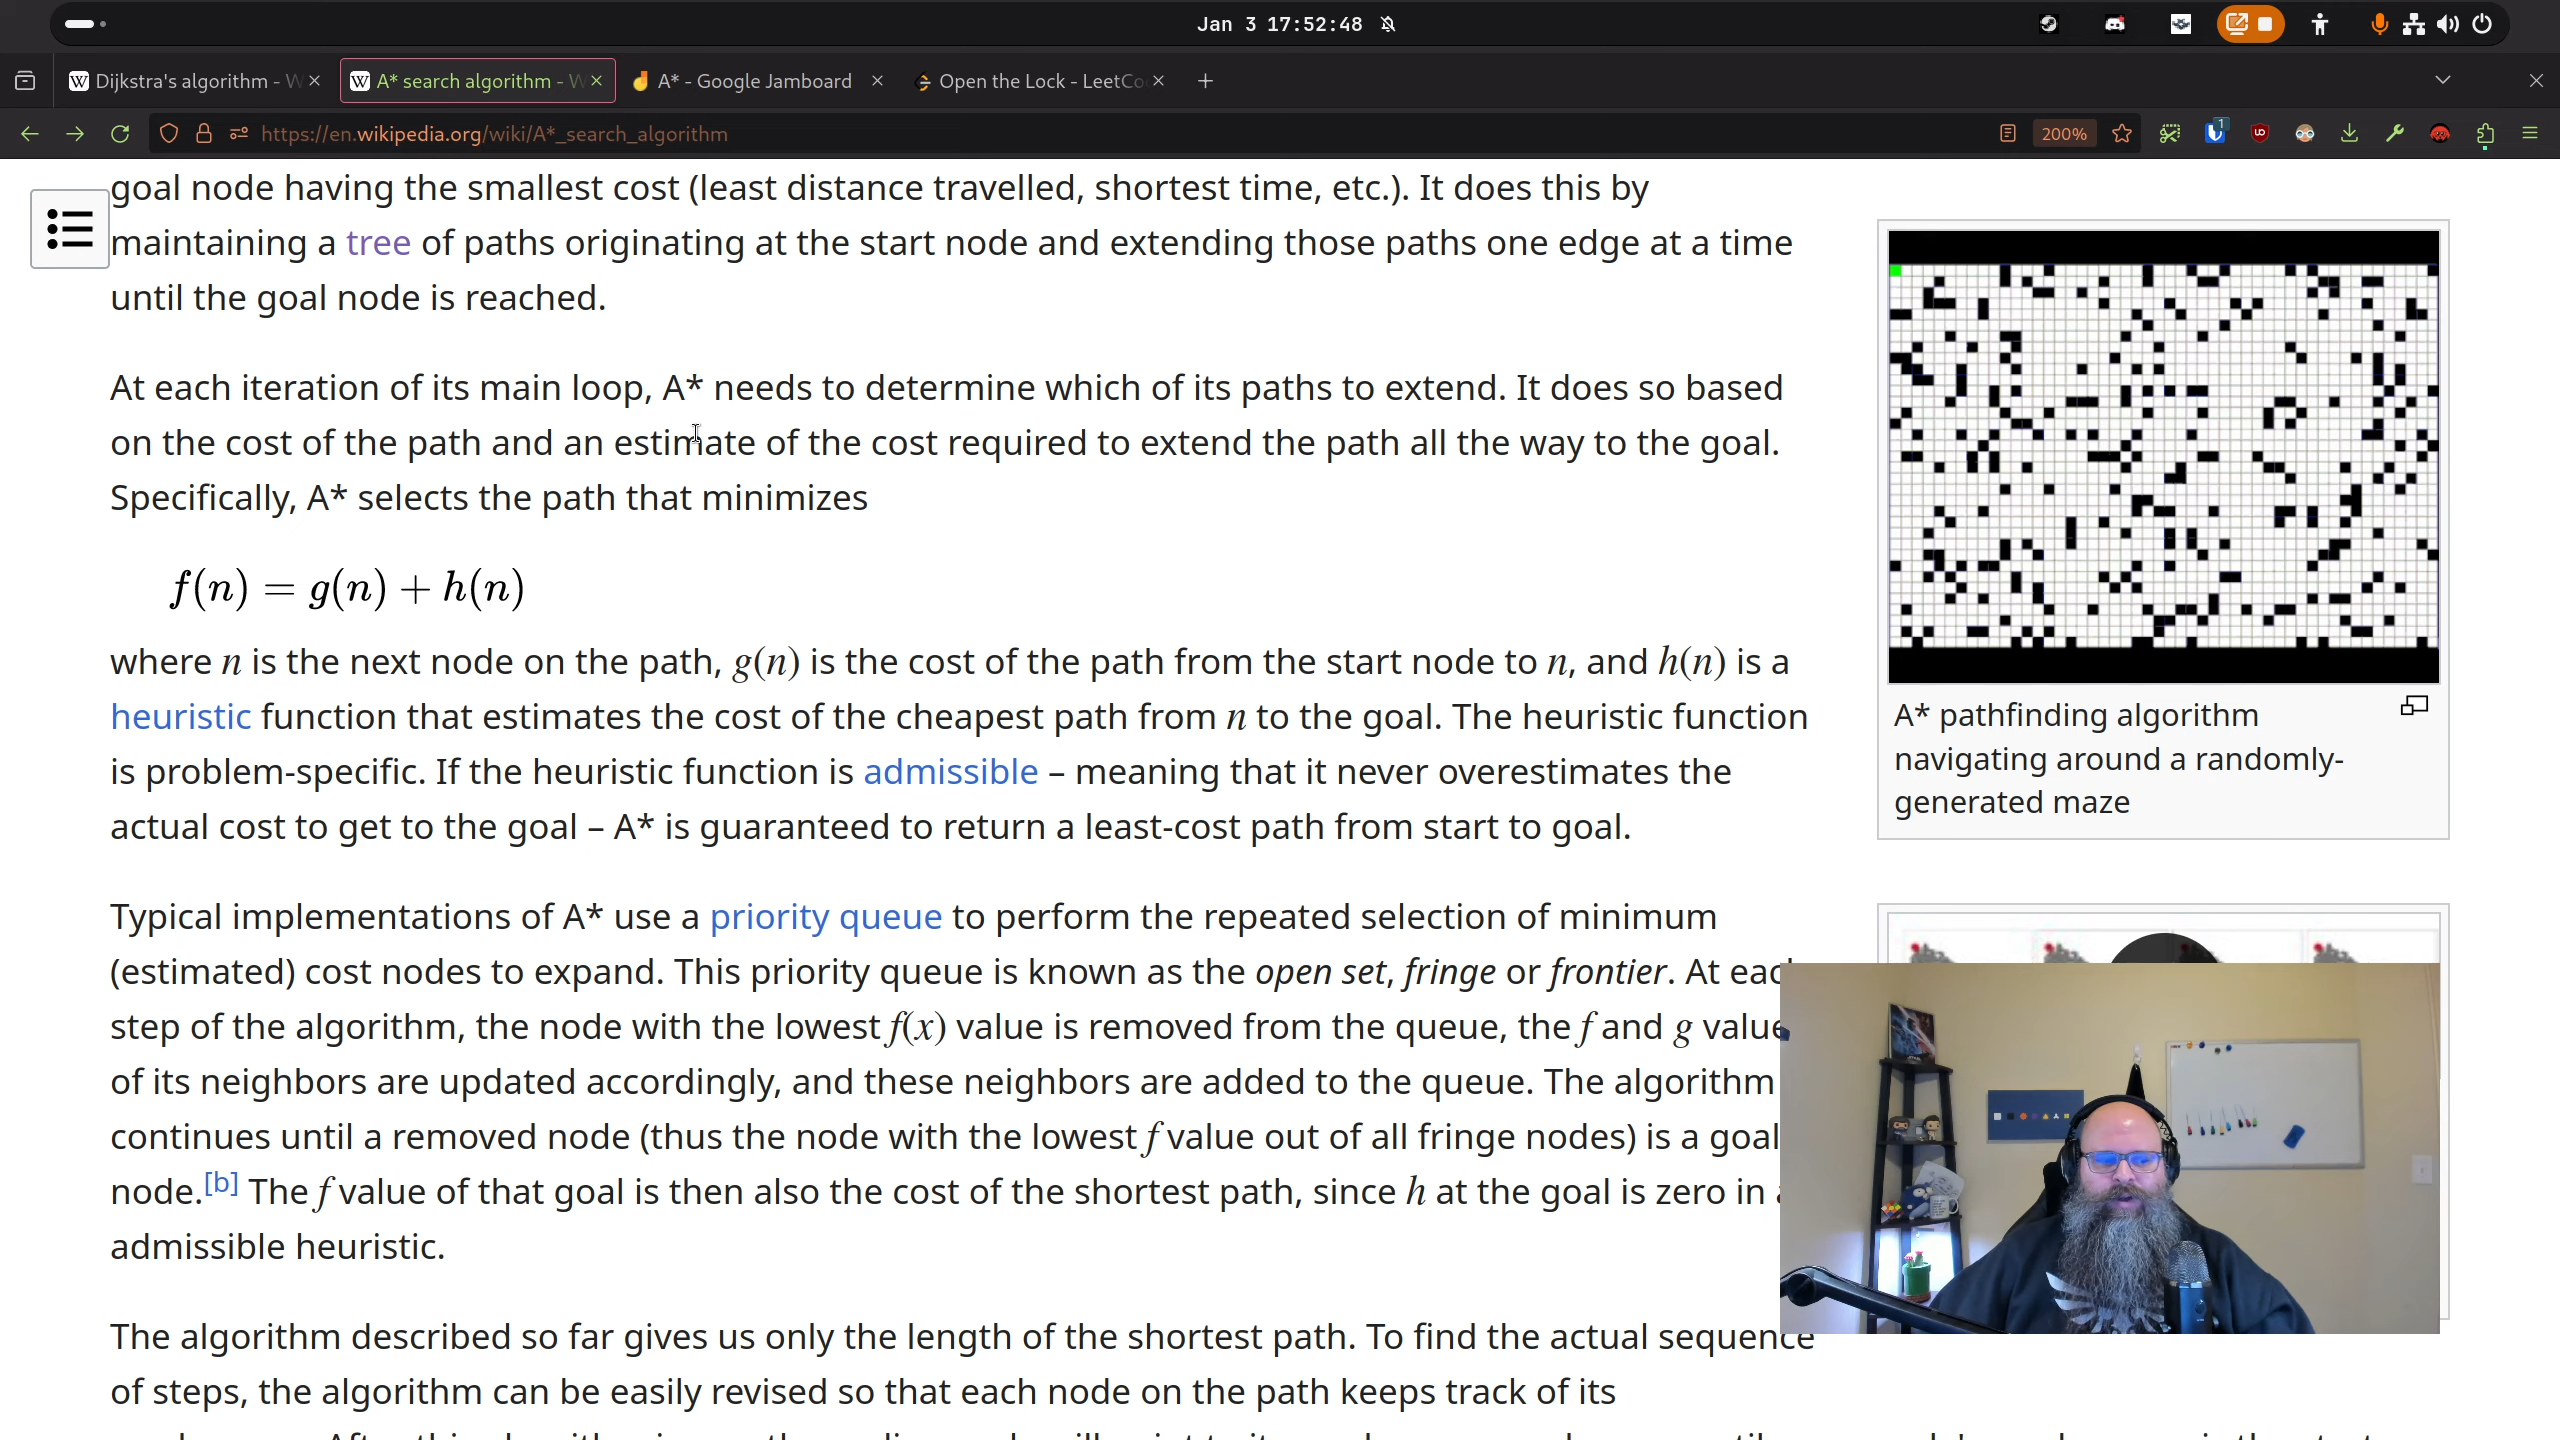 Jan 3 17:52:48
Dijkstra's algorithm - W
A* search algorithm - W
A* - Google Jamboard
Open the Lock - LeetCo
https://en.wikipedia.org/wiki/A*_search_algorithm
200%
goal node having the smallest cost (least distance travelled, shortest time, etc.). It does this by
maintaining a tree of paths originating at the start node and extending those paths one edge at a time
until the goal node is reached.
At each iteration of its main loop, A* needs to determine which of its paths to extend. It does so based
on the cost of the path and an estimate of the cost required to extend the path all the way to the goal.
Specifically, A* selects the path that minimizes
f(n) = g(n) + h(n)
where n is the next node on the path, g(n) is the cost of the path from the start node to n, and h(n) is a
heuristic function that estimates the cost of the cheapest path from n to the goal. The heuristic function
is problem-specific. If the heuristic function is admissible – meaning that it never overestimates the
actual cost to get to the goal – A* is guaranteed to return a least-cost path from start to goal.
Typical implementations of A* use a priority queue to perform the repeated selection of minimum
(estimated) cost nodes to expand. This priority queue is known as the open set, fringe or frontier. At each
step of the algorithm, the node with the lowest f(x) value is removed from the queue, the f and g value
of its neighbors are updated accordingly, and these neighbors are added to the queue. The algorithm
continues until a removed node (thus the node with the lowest f value out of all fringe nodes) is a goal
node.[b] The f value of that goal is then also the cost of the shortest path, since h at the goal is zero in a
admissible heuristic.
The algorithm described so far gives us only the length of the shortest path. To find the actual sequence
of steps, the algorithm can be easily revised so that each node on the path keeps track of its
A* pathfinding algorithm
navigating around a randomly-
generated maze